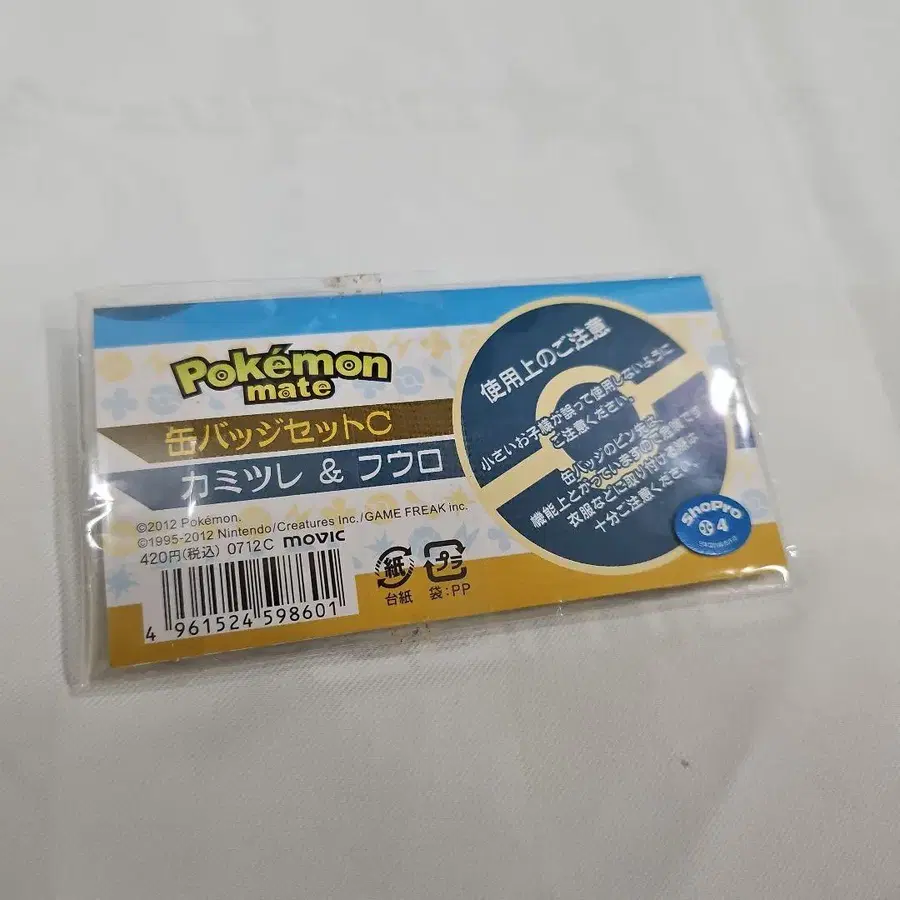 Pokémon
mate
缶バッジセットC
カミツレ & フウロ
©2012 Pokémon.
©1995-2012 Nintendo/Creatures Inc./GAME FREAK inc.
420円(税込) 0712C movic
4 961524 598601
紙
台紙
プラ
袋:PP
使用上のご注意
小さいお子様が誤って使用しないように
ご注意ください。
缶バッジのピン先は
機能上とがっていますのでご使用中や
衣服などに取り付ける際は
十分ご注意ください。
ShoPro
4